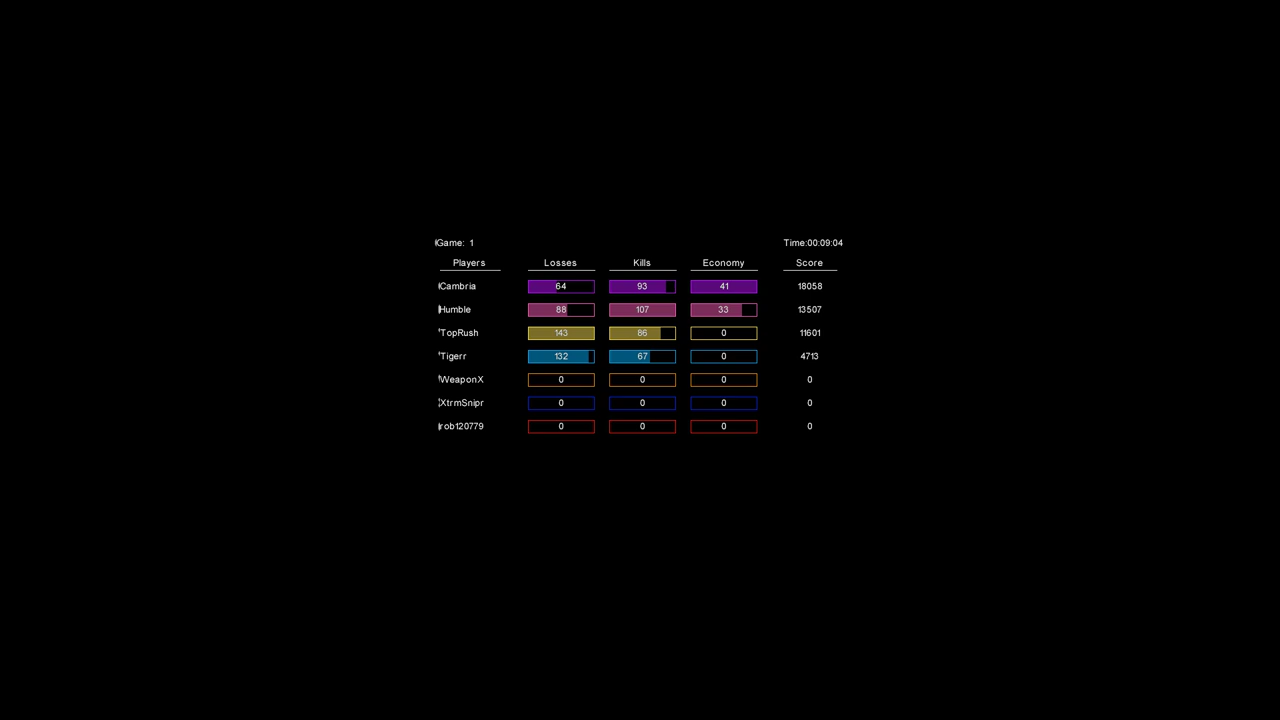 Game: 1 Time:00:09:04
Players Losses Kills Economy Score
Cambria 64 93 41 18058
Humble 88 107 33 13507
TopRush 143 86 0 11601
Tigerr 132 67 0 4713
WeaponX 0 0 0 0
XtrmSnipr 0 0 0 0
rob120779 0 0 0 0